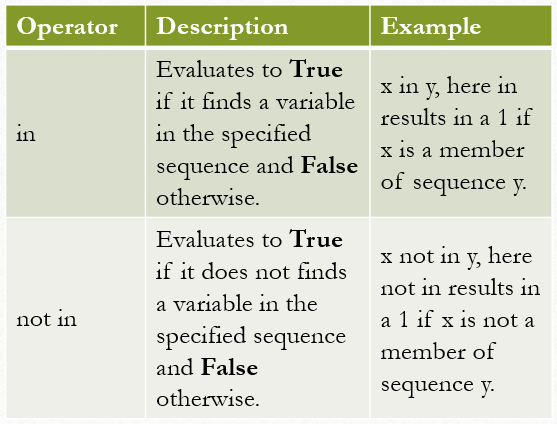 Operator Description Example
in
Evaluates to True
if it finds a variable
in the specified
sequence and False
otherwise.
x in y, here in
results in a 1 if
x is a member
of sequence y.
not in
Evaluates to True
if it does not finds
a variable in the
specified sequence
and False
otherwise.
x not in y, here
not in results in
a 1 if x is not a
member of
sequence y.